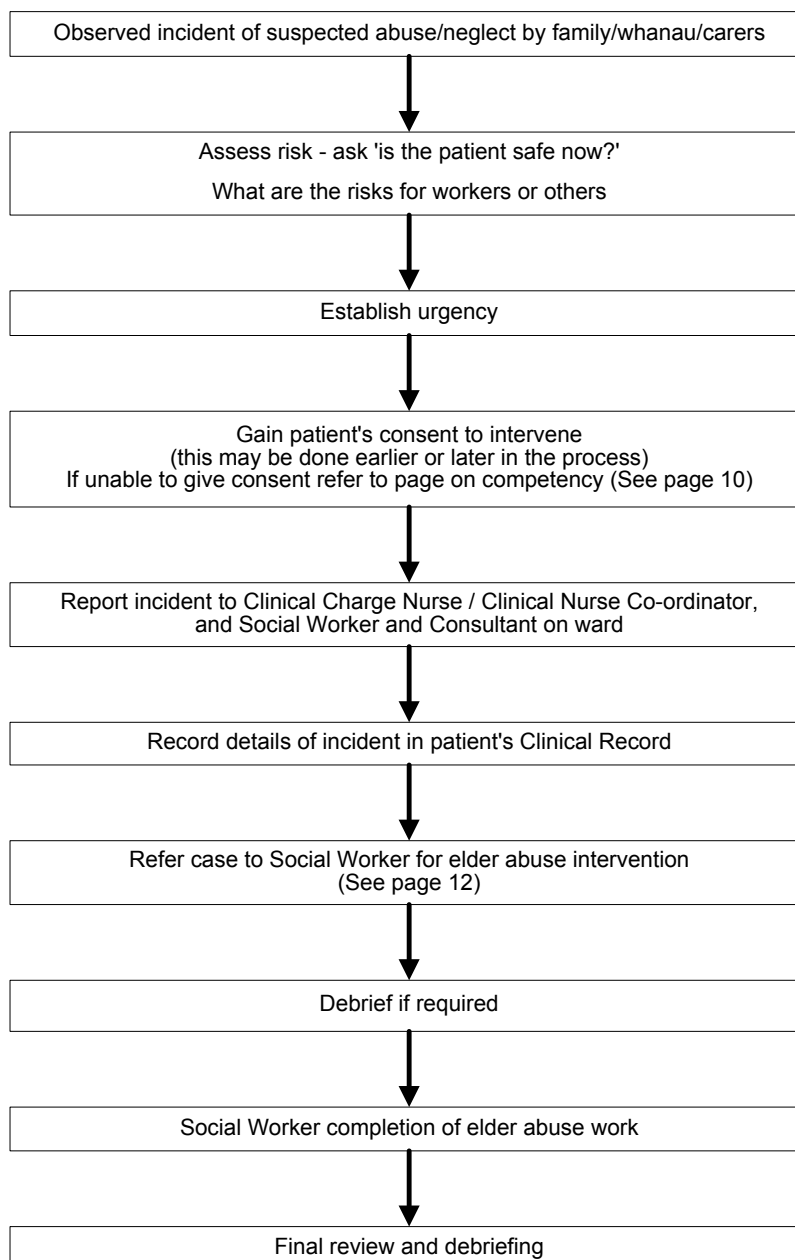 Observed incident of suspected abuse/neglect by family/whanau/carers
Assess risk - ask 'is the patient safe now?'
What are the risks for workers or others
Establish urgency
Gain patient's consent to intervene
(this may be done earlier or later in the process)
If unable to give consent refer to page on competency (See page 10)
Report incident to Clinical Charge Nurse / Clinical Nurse Co-ordinator,
and Social Worker and Consultant on ward
Record details of incident in patient's Clinical Record
Refer case to Social Worker for elder abuse intervention
(See page 12)
Debrief if required
Social Worker completion of elder abuse work
Final review and debriefing